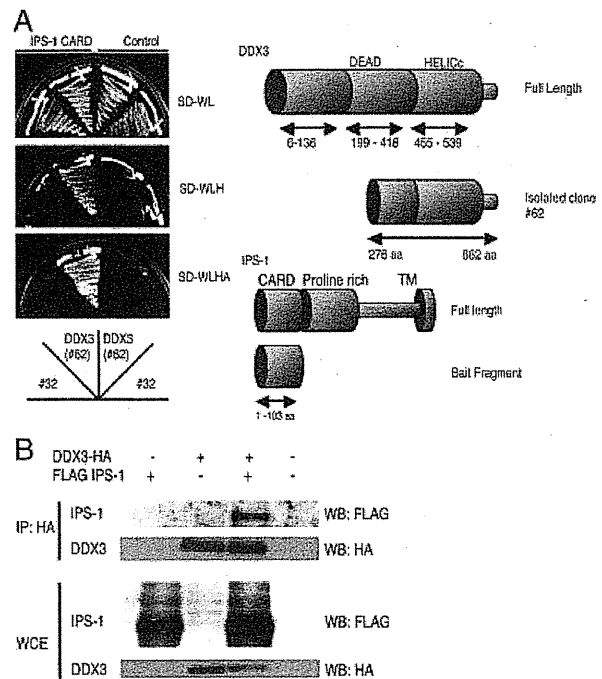 A
IPS-1 CARD Control
SD-WL
SD-WLH
SD-WLHA
DDX3 (#62) DDX3 (#62)
#32 #32
DDX3
DEAD HELICc
Full Length
6-136 199 - 418 455 - 539
Isolated clone #62
276 aa 662 aa
IPS-1
CARD Proline rich TM
Full length
Bait Fragment
1 -103 aa
B
DDX3-HA - + + -
FLAG IPS-1 + - + -
IP: HA
IPS-1 WB: FLAG
DDX3 WB: HA
WCE
IPS-1 WB: FLAG
DDX3 WB: HA